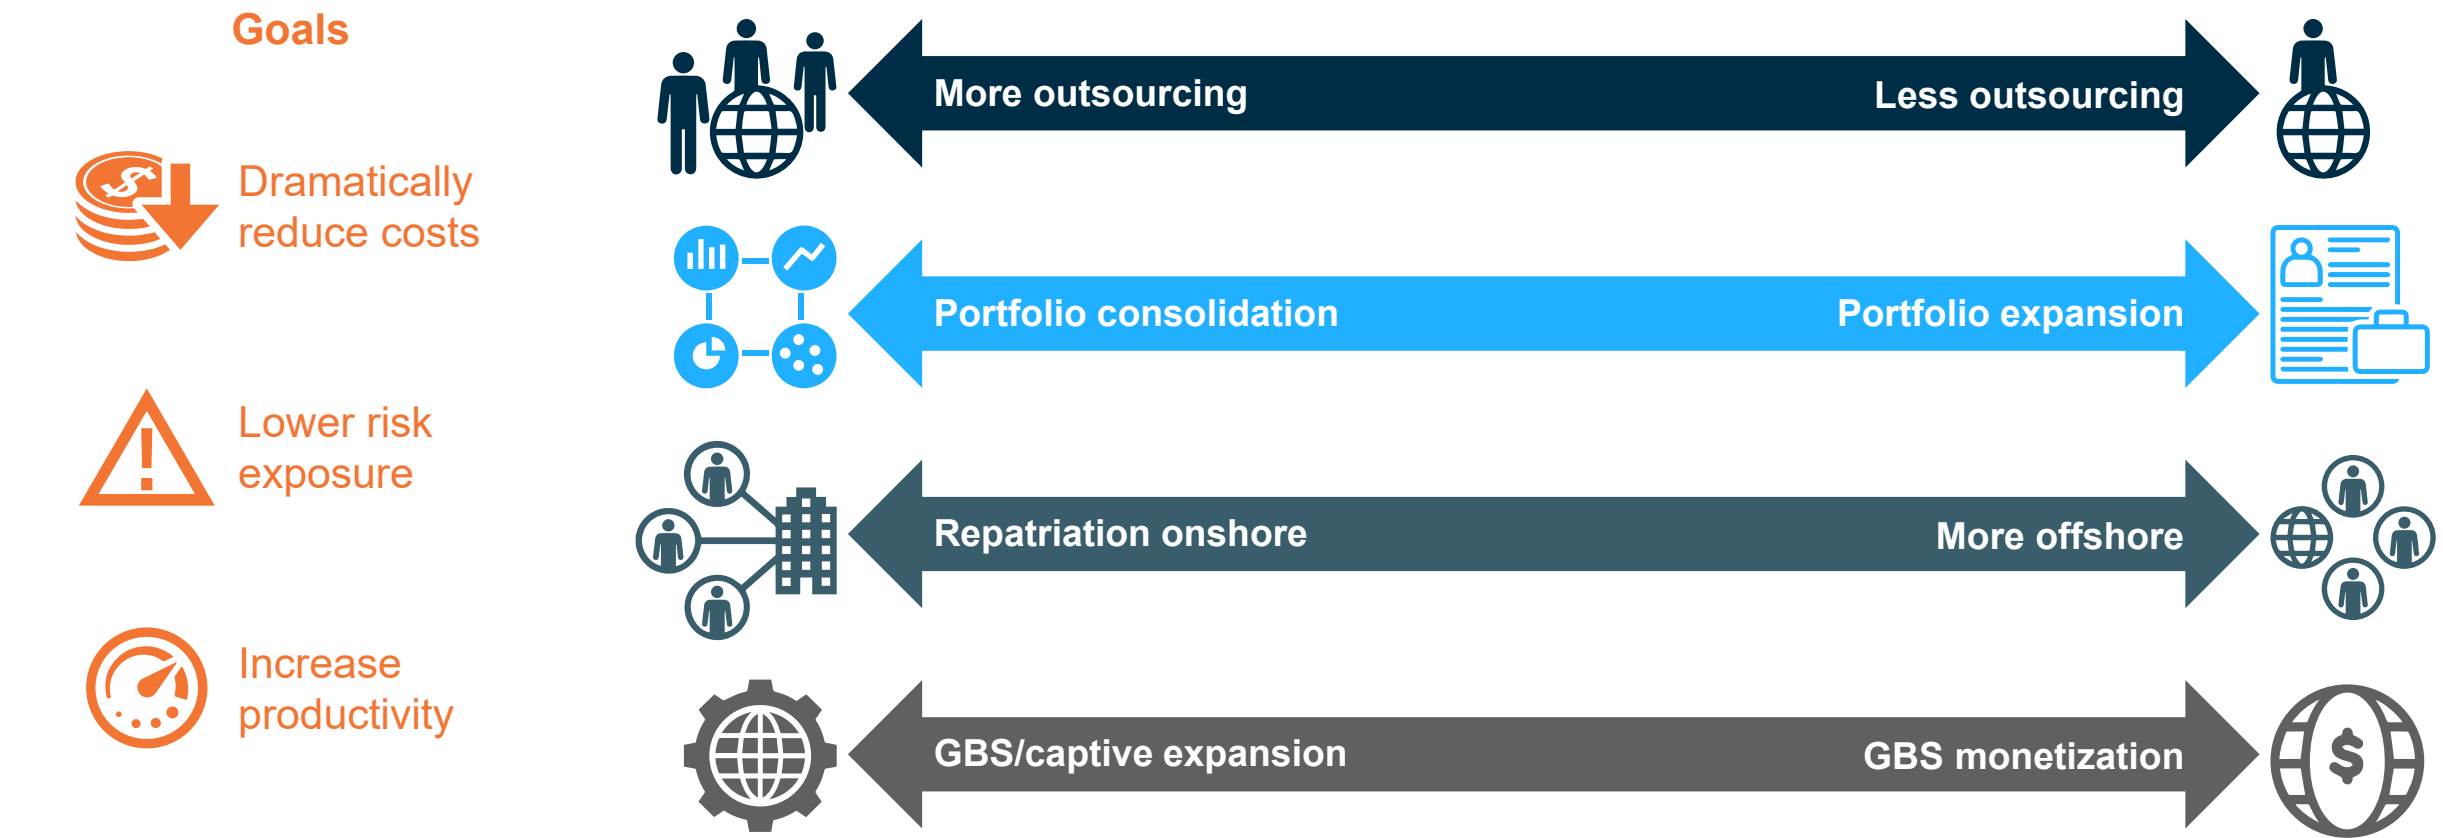 Goals
Dramatically
reduce costs
Lower risk
exposure
Increase
productivity
More outsourcing
Less outsourcing
Portfolio consolidation
Portfolio expansion
Repatriation onshore
More offshore
GBS/captive expansion
GBS monetization
$
$